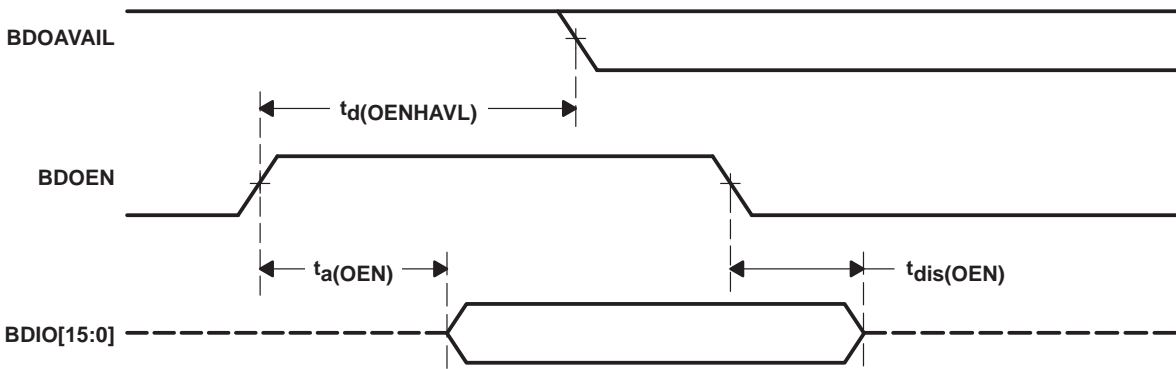 BDOAVAIL
td(OENHAVL)
BDOEN
ta(OEN)
tdis(OEN)
BDIO[15:0]